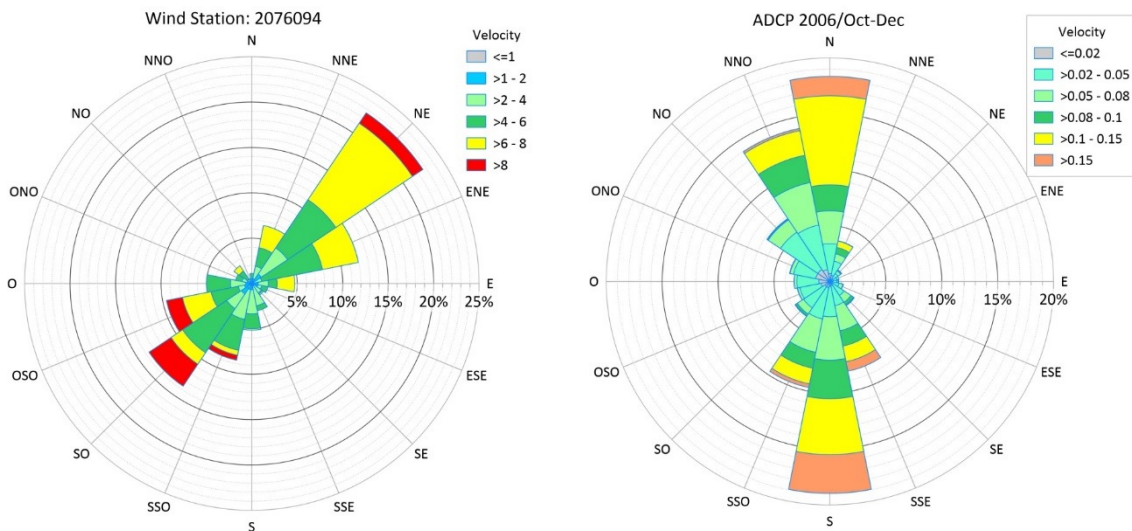 Wind Station: 2076094
N
NNE
NE
ENE
E
ESE
SE
SSE
S
SSO
SO
OSO
O
ONO
NO
NNO
5%
10%
15%
20%
25%
Velocity
<=1
>1 - 2
>2 - 4
>4 - 6
>6 - 8
>8
ADCP 2006/Oct-Dec
N
NNE
NE
ENE
E
ESE
SE
SSE
S
SSO
SO
OSO
O
ONO
NO
NNO
5%
10%
15%
20%
Velocity
<=0.02
>0.02 - 0.05
>0.05 - 0.08
>0.08 - 0.1
>0.1 - 0.15
>0.15